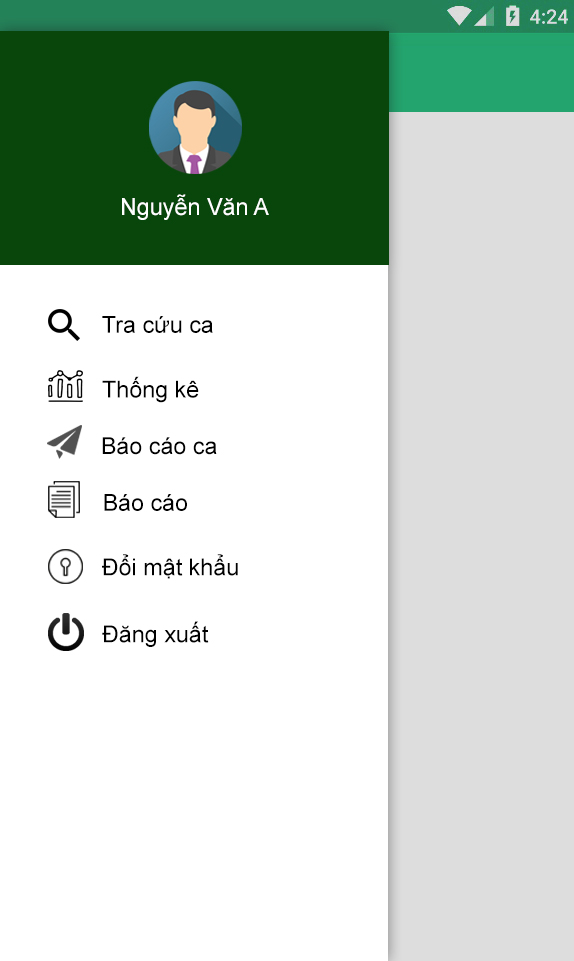 4:24
Nguyễn Văn A
Tra cứu ca
Thống kê
Báo cáo ca
Báo cáo
Đổi mật khẩu
Đăng xuất